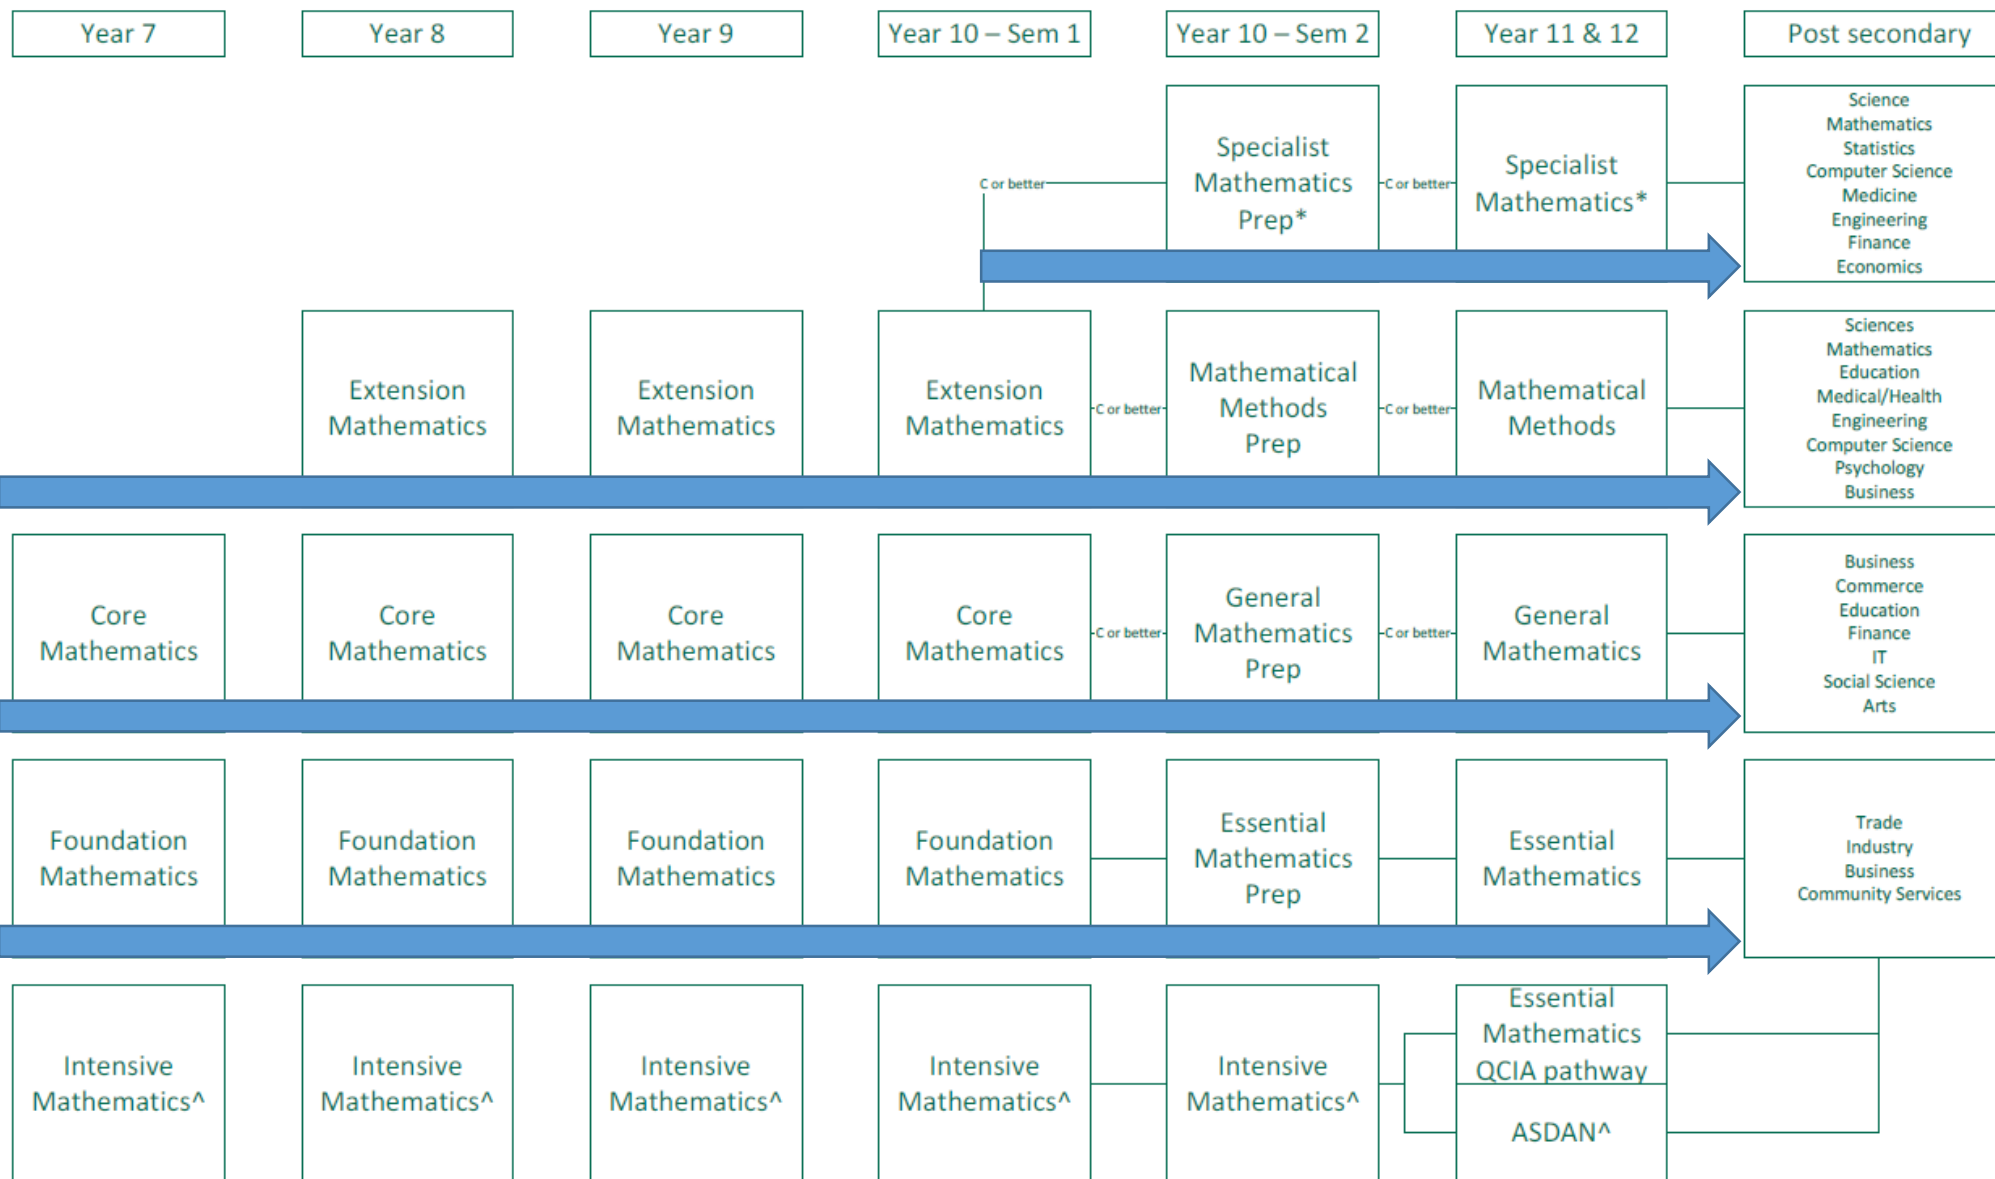 Year 7
Year 8
Year 9
Year 10 – Sem 1
Year 10 – Sem 2
Year 11 & 12
Post secondary
C or better
Specialist
Mathematics
Prep*
C or better
Specialist
Mathematics*
Science
Mathematics
Statistics
Computer Science
Medicine
Engineering
Finance
Economics
Extension
Mathematics
Extension
Mathematics
Extension
Mathematics
C or better
Mathematical
Methods
Prep
C or better
Mathematical
Methods
Sciences
Mathematics
Education
Medical/Health
Engineering
Computer Science
Psychology
Business
Core
Mathematics
Core
Mathematics
Core
Mathematics
Core
Mathematics
C or better
General
Mathematics
Prep
C or better
General
Mathematics
Business
Commerce
Education
Finance
IT
Social Science
Arts
Foundation
Mathematics
Foundation
Mathematics
Foundation
Mathematics
Foundation
Mathematics
Essential
Mathematics
Prep
Essential
Mathematics
Trade
Industry
Business
Community Services
Intensive
Mathematics^
Intensive
Mathematics^
Intensive
Mathematics^
Intensive
Mathematics^
Intensive
Mathematics^
Essential
Mathematics
QCIA pathway
ASDAN^